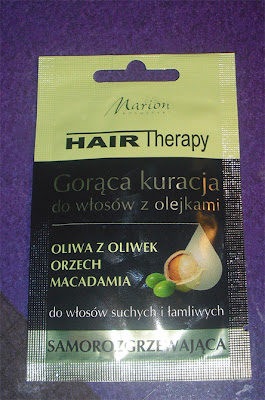 Marion
HAIR Therapy
Gorąca kuracja
do włosów z olejkami
OLIWA Z OLIWEK
ORZECH
MACADAMIA
do włosów suchych i łamliwych
SAMOROZGRZEWAJĄCA